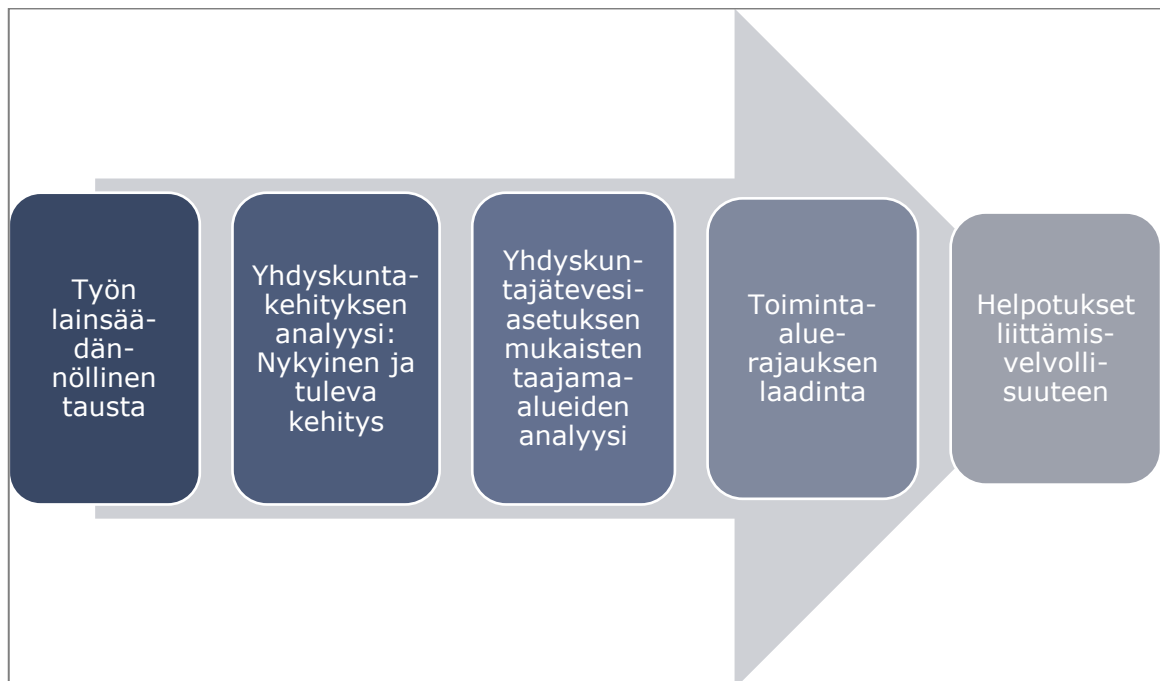 Työn
lainsää-
dän-
nöllinen
tausta
Yhdyskunta-
kehityksen
analyysi:
Nykyinen ja
tuleva
kehitys
Yhdyskun-
tajätevesi-
asetuksen
mukaisten
taajama-
alueiden
analyysi
Toiminta-
alue-
rajauksen
laadinta
Helpotukset
liittämis-
velvolli-
suuteen